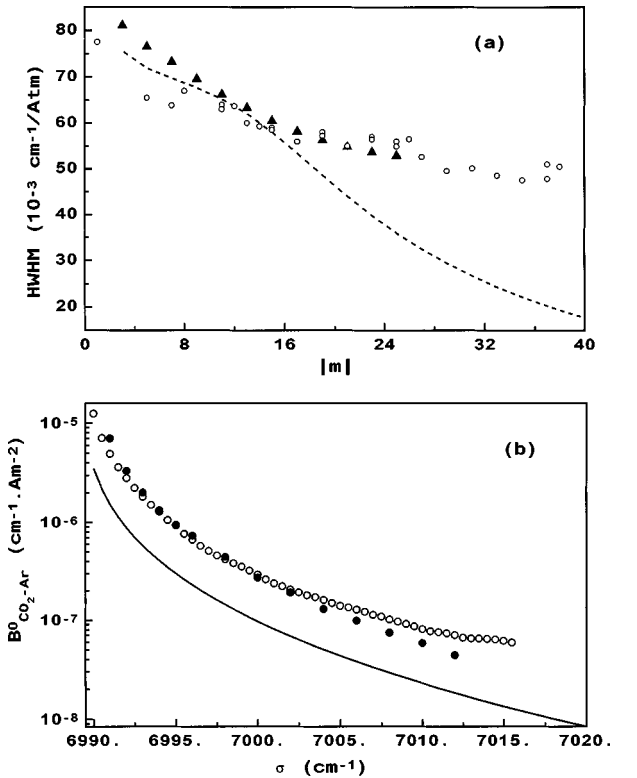 80
70
60
50
40
30
20
HWHM (10⁻³ cm⁻¹/Atm)
(a)
0 8 16 24 32 40
|m|
10⁻⁵
10⁻⁶
10⁻⁷
10⁻⁸
B⁰CO₂-Ar (cm⁻¹.Am⁻²)
(b)
6990. 6995. 7000. 7005. 7010. 7015. 7020.
σ (cm⁻¹)